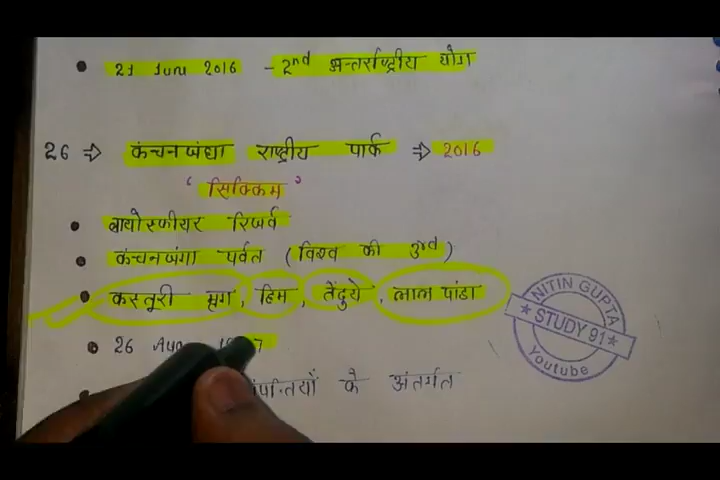 • 21 June 2016 - 2nd अन्तर्राष्ट्रीय योग
26 ⇒ कंचनजंघा राष्ट्रीय पार्क ⇒ 2016
' सिक्किम '
• बायोस्फीयर रिजर्व
• कंचनजंगा पर्वत (विश्व की 3rd)
• कस्तूरी मृग, हिम, तेंदुये, लाल पांडा
• 26
के अंतर्गत
NITIN GUPTA
★ STUDY 91 ★
Youtube